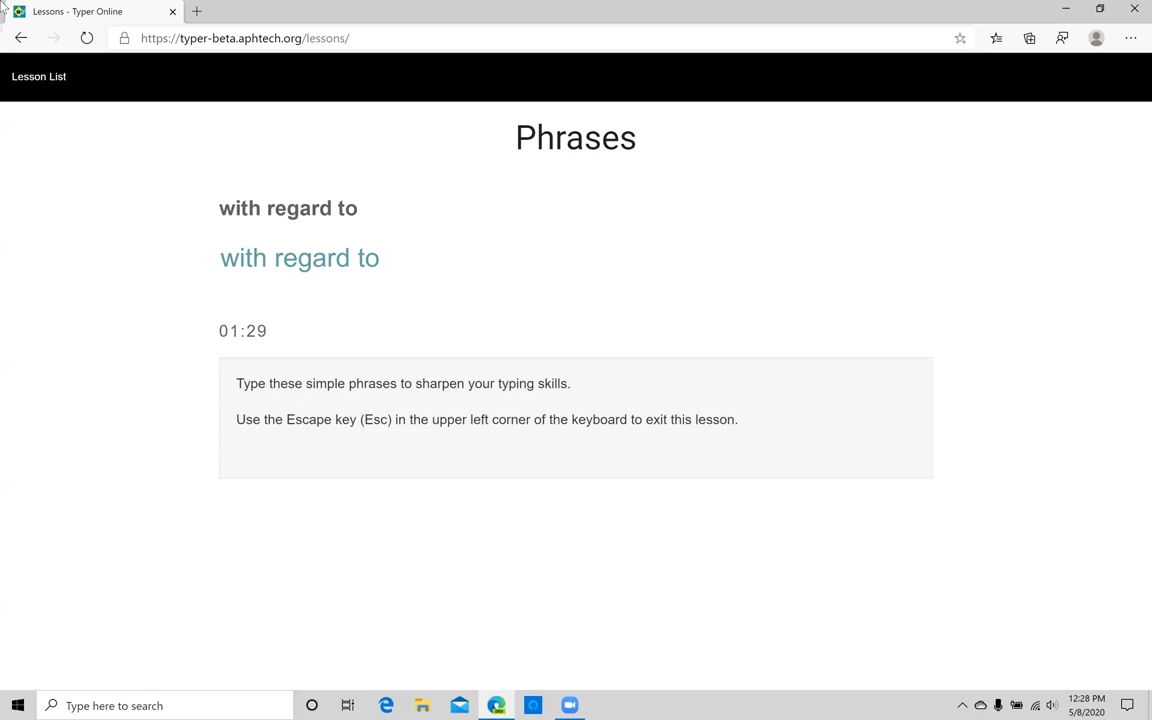 Lessons - Typer Online
https://typer-beta.aphtech.org/lessons/
Lesson List
Phrases
with regard to
with regard to
01:29
Type these simple phrases to sharpen your typing skills.
Use the Escape key (Esc) in the upper left corner of the keyboard to exit this lesson.
Type here to search
DEV
12:28 PM
5/8/2020